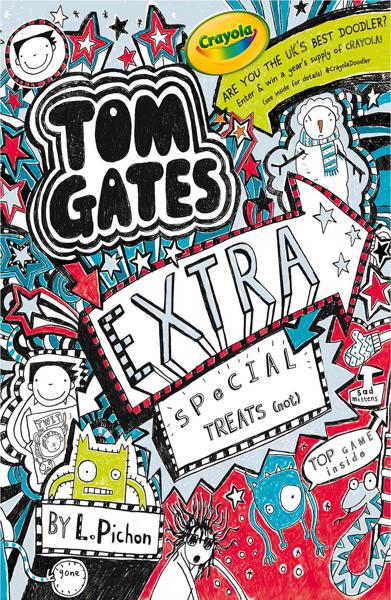 Crayola
ARE YOU THE UK'S BEST DOODLER?
Enter & win a year's supply of CRAYOLA!
(see inside for details) @CrayolaDoodler
TOM
GATES
EXTRA
SPeCIAL
TREATS (not)
sad
mittens
TOP GAME
inside
BY L. Pichon
gone